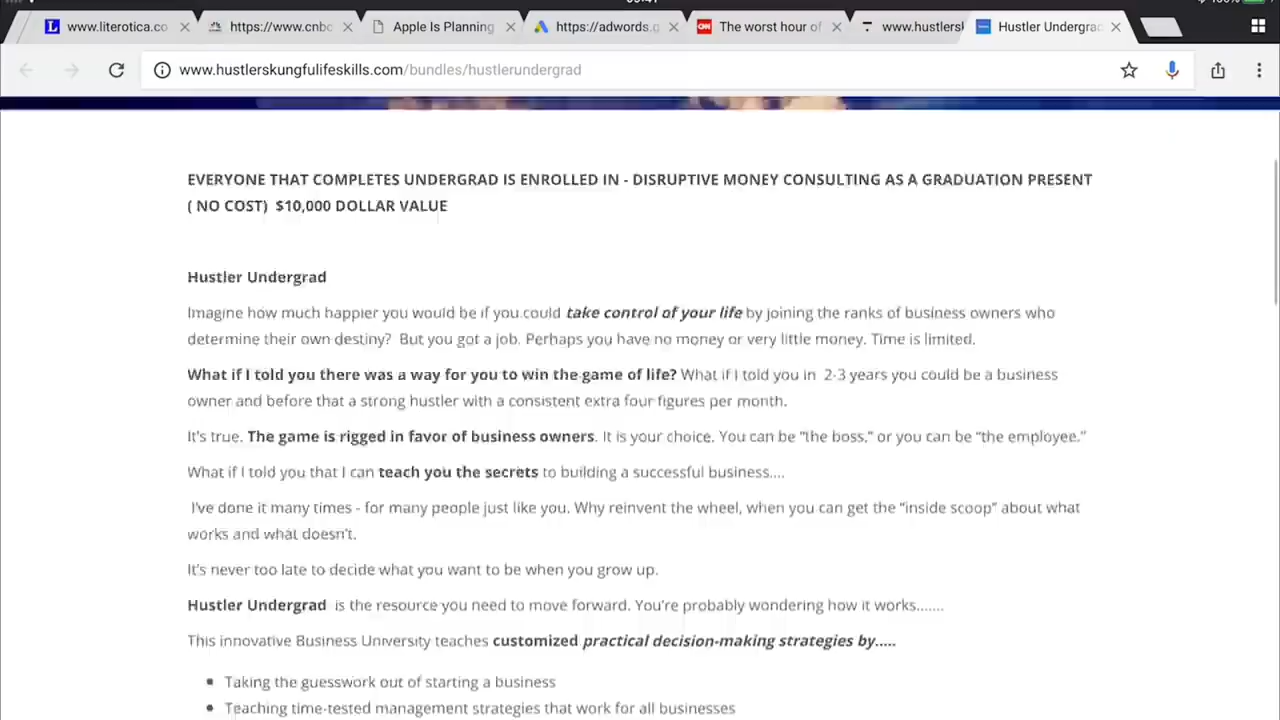 www.literotica.co
https://www.cnbc
Apple Is Planning
https://adwords.g
CNN
The worst hour of
www.hustlersk
Hustler Undergrad
www.hustlerskungfulifeskills.com/bundles/hustlerundergrad
EVERYONE THAT COMPLETES UNDERGRAD IS ENROLLED IN - DISRUPTIVE MONEY CONSULTING AS A GRADUATION PRESENT
( NO COST) $10,000 DOLLAR VALUE
Hustler Undergrad
Imagine how much happier you would be if you could take control of your life by joining the ranks of business owners who
determine their own destiny? But you got a job. Perhaps you have no money or very little money. Time is limited.
What if I told you there was a way for you to win the game of life? What if I told you in 2-3 years you could be a business
owner and before that a strong hustler with a consistent extra four figures per month.
It's true. The game is rigged in favor of business owners. It is your choice. You can be “the boss,” or you can be “the employee.”
What if I told you that I can teach you the secrets to building a successful business....
I've done it many times - for many people just like you. Why reinvent the wheel, when you can get the “inside scoop” about what
works and what doesn't.
It's never too late to decide what you want to be when you grow up.
Hustler Undergrad is the resource you need to move forward. You're probably wondering how it works.......
This innovative Business University teaches customized practical decision-making strategies by.....
Taking the guesswork out of starting a business
Teaching time-tested management strategies that work for all businesses